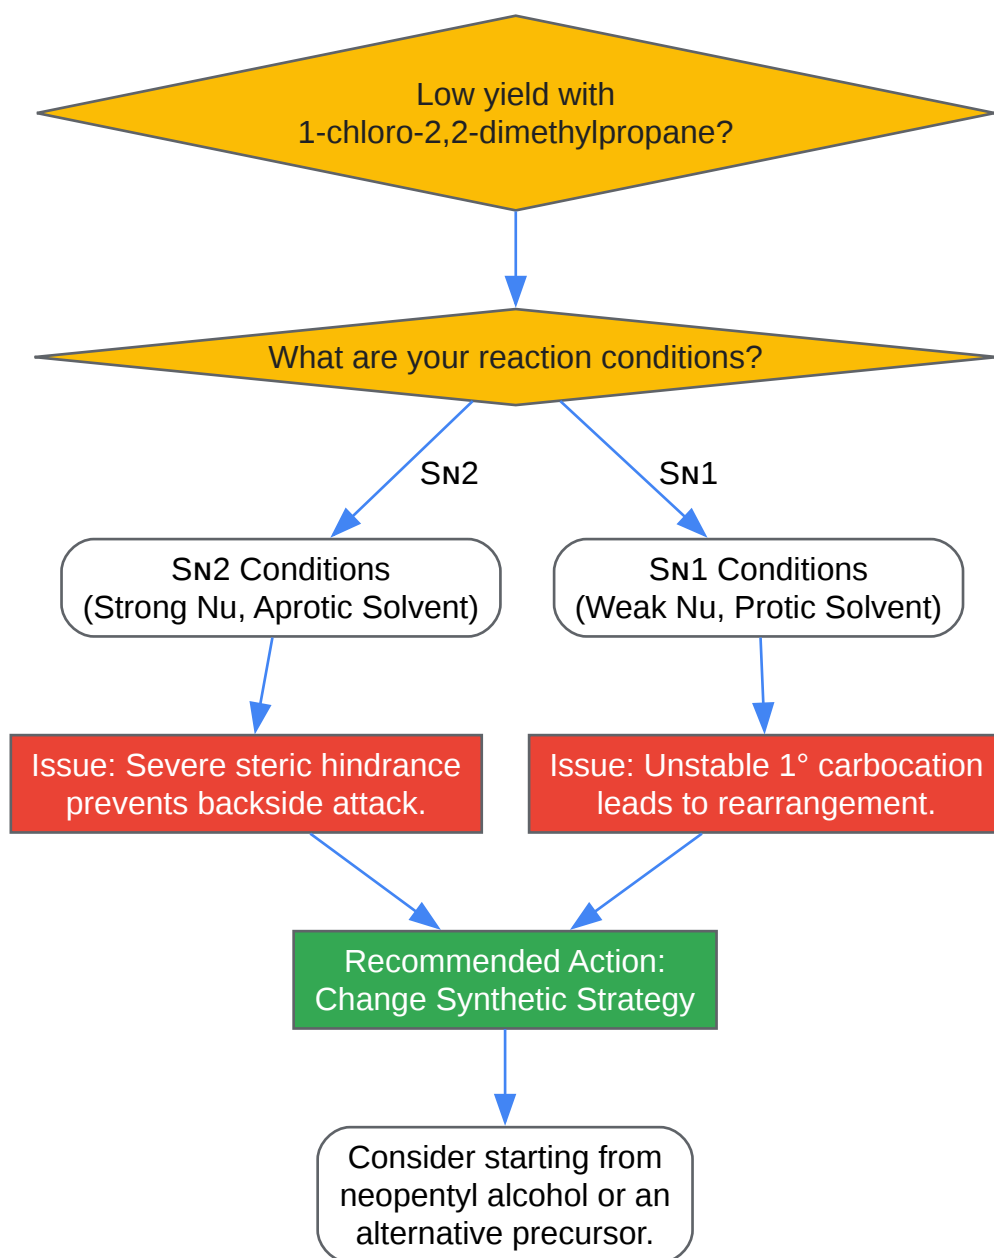 Low yield with
1-chloro-2,2-dimethylpropane?
What are your reaction conditions?
SN2
SN1
SN2 Conditions
(Strong Nu, Aprotic Solvent)
SN1 Conditions
(Weak Nu, Protic Solvent)
Issue: Severe steric hindrance
prevents backside attack.
Issue: Unstable 1° carbocation
leads to rearrangement.
Recommended Action:
Change Synthetic Strategy
Consider starting from
neopentyl alcohol or an
alternative precursor.